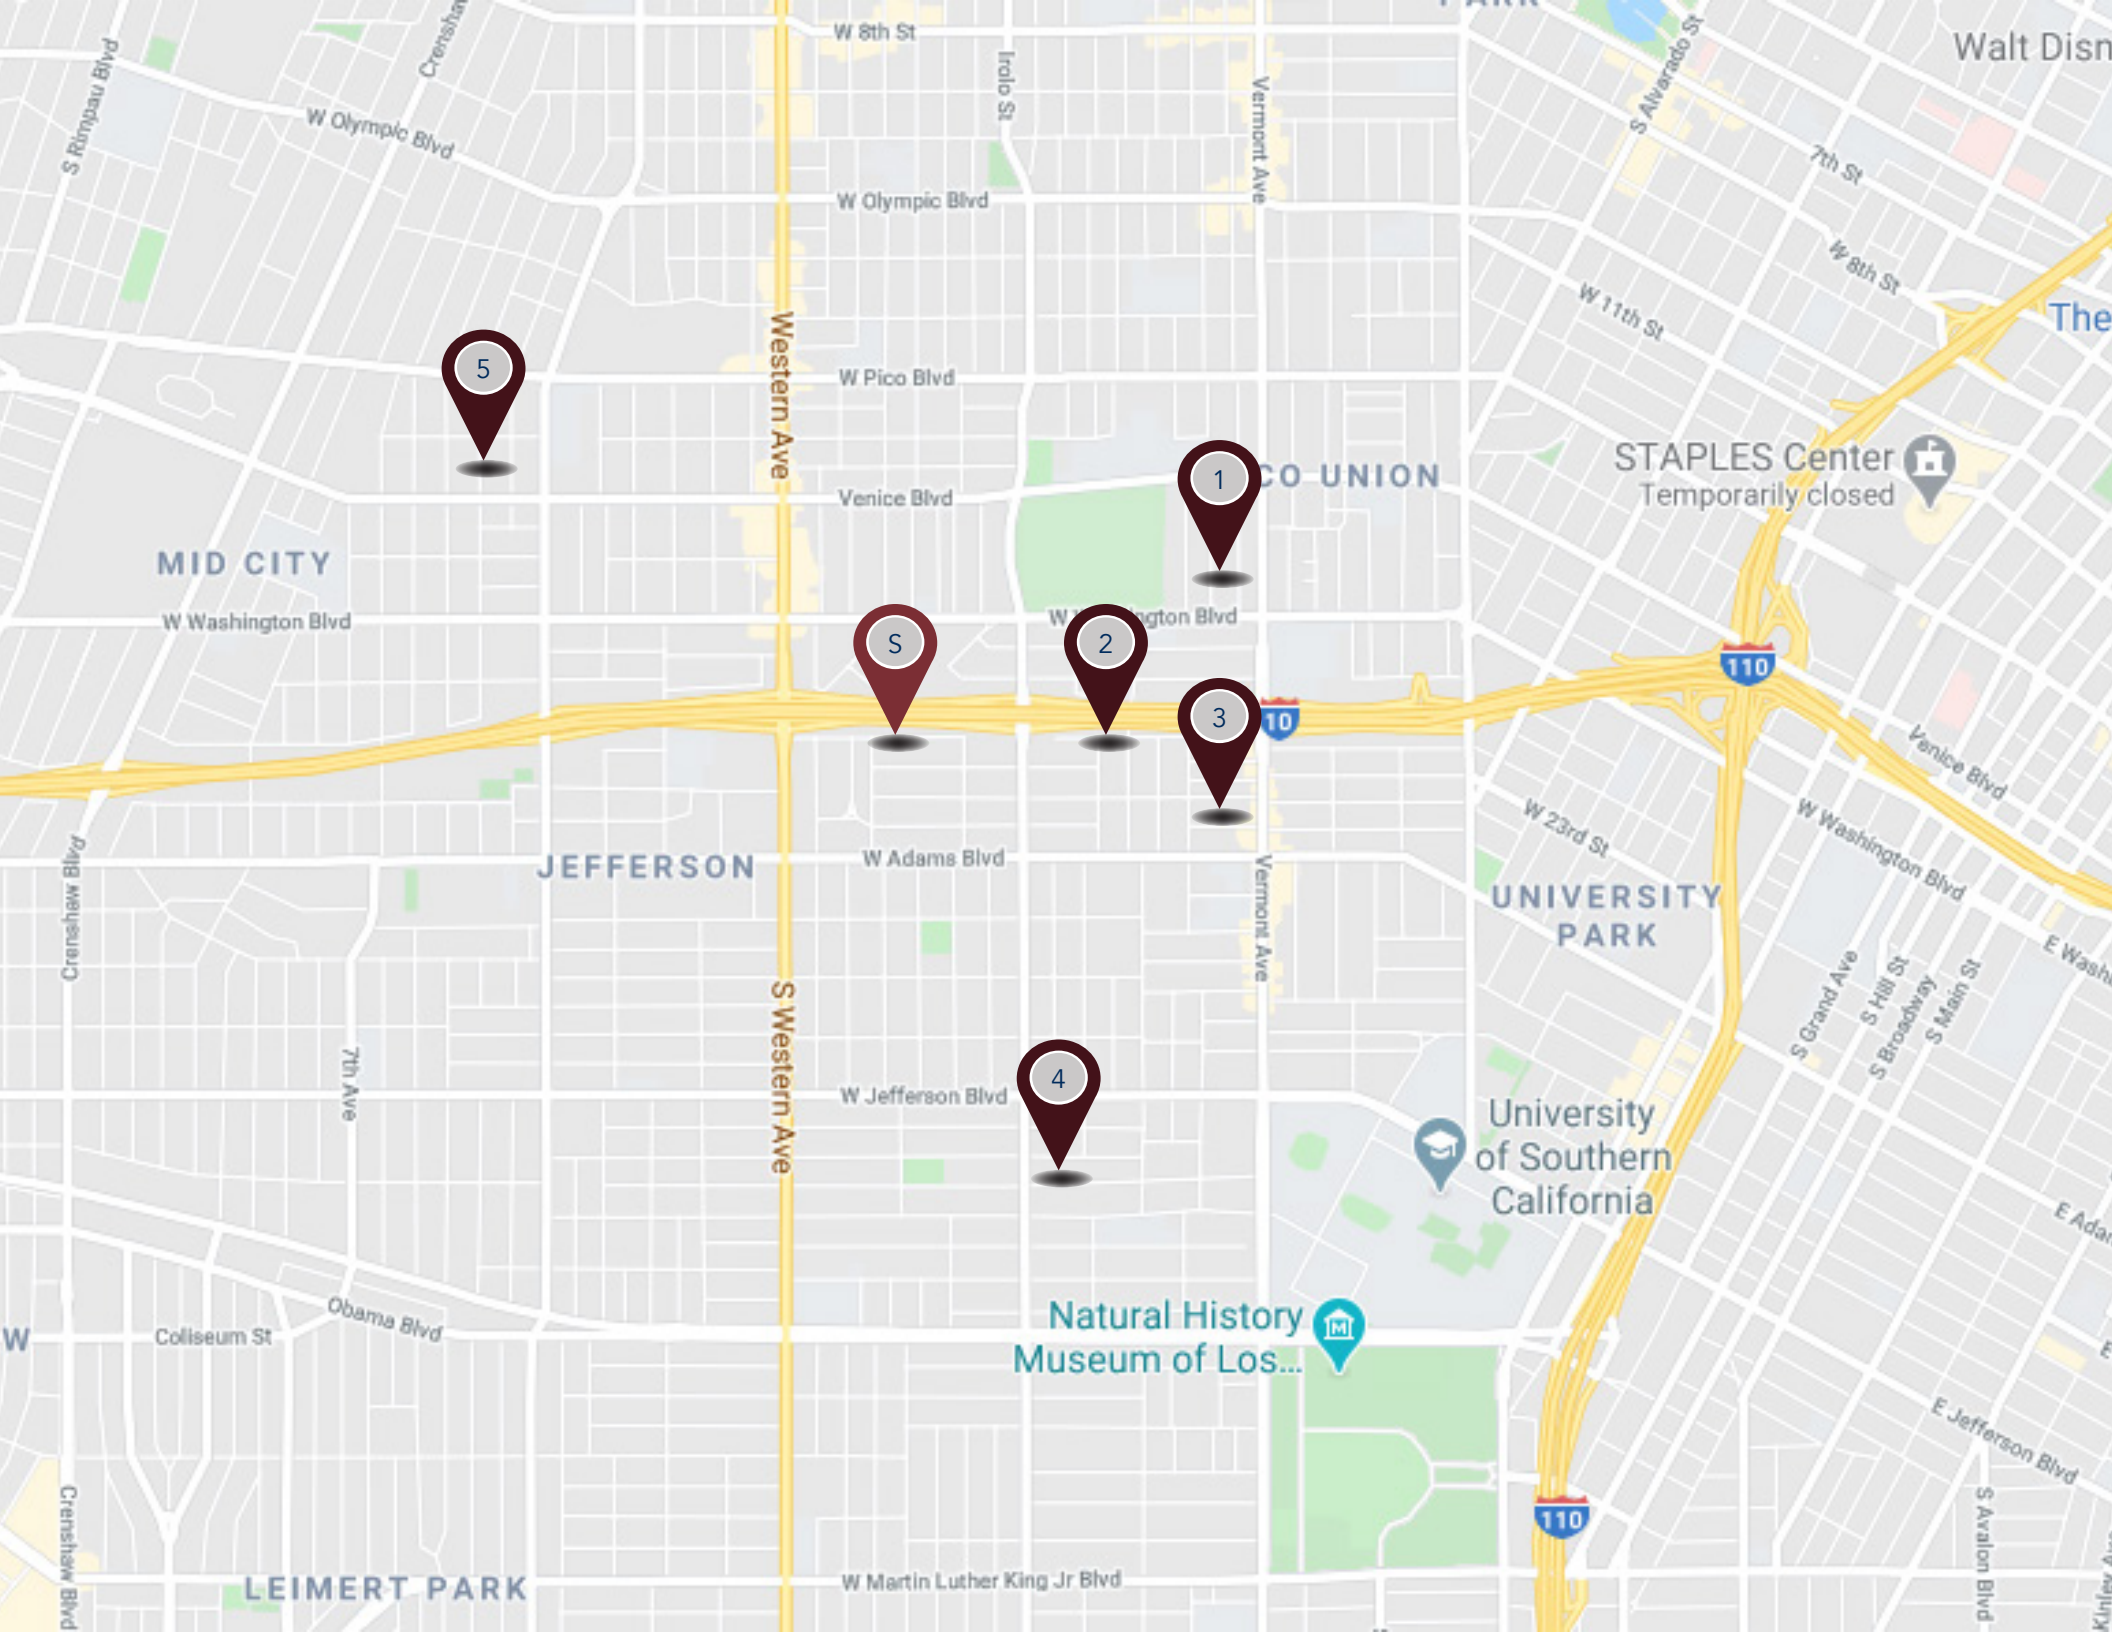 Crensha
W 8th St
PARK
Walt Disn
S Rimpau Blvd
Irolo St
Vermont Ave
S Alvarado St
W Olympic Blvd
7th St
W Olympic Blvd
W 8th St
W 11th St
The
Western Ave
5
W Pico Blvd
STAPLES Center
Temporarily closed
1
CO UNION
Venice Blvd
MID CITY
W Washington Blvd
W W
ngton Blvd
S
2
3
10
110
Venice Blvd
W 23rd St
W Washington Blvd
Crenshaw Blvd
JEFFERSON
W Adams Blvd
Vermont Ave
UNIVERSITY
PARK
E Washi
S Grand Ave
S Hill St
S Broadway
S Main St
S Western Ave
7th Ave
4
W Jefferson Blvd
University
of Southern
California
E Adar
Obama Blvd
Coliseum St
W
Natural History
Museum of Los...
E
E Jefferson Blvd
110
Crenshaw Blvd
S Avalon Blvd
Kinley Av
LEIMERT PARK
W Martin Luther King Jr Blvd